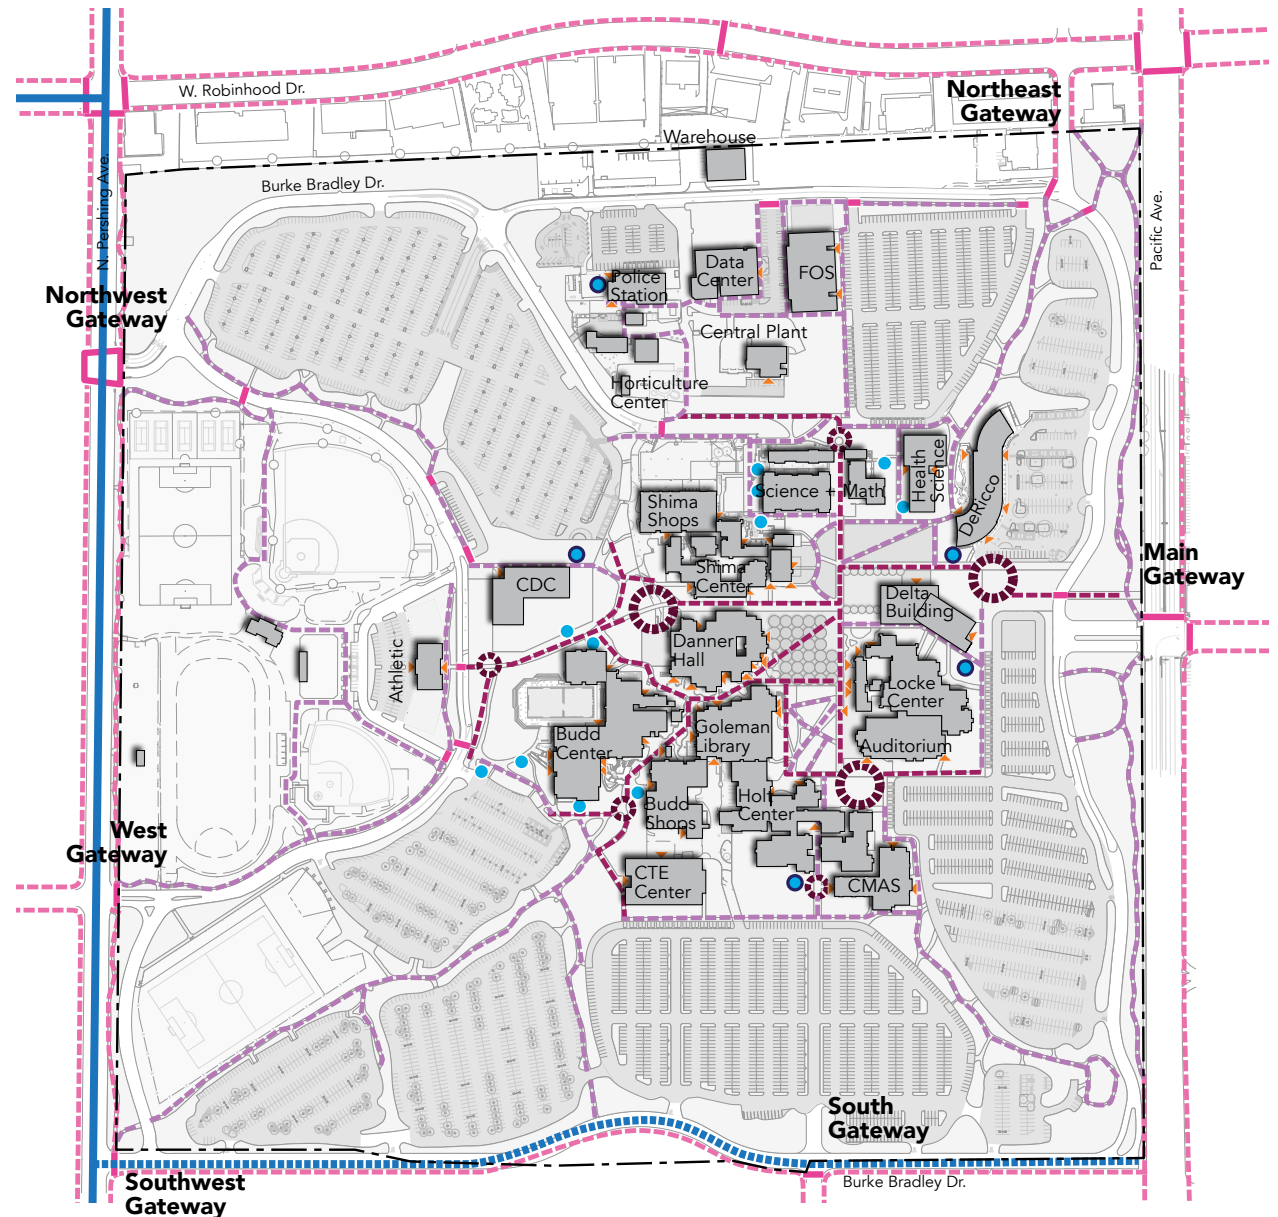 W. Robinhood Dr.
Northeast
Gateway
Warehouse
Burke Bradley Dr.
N. Pershing Ave.
Pacific Ave.
Police
Station
Data
Center
FOS
Northwest
Gateway
Central Plant
Horticulture
Center
Science + Math
Health
Science
DeRicco
Shima
Shops
Shima
Center
CDC
Main
Gateway
Delta
Building
Danner
Hall
Athletic
Locke
Center
Budd
Center
Goleman
Library
Auditorium
Budd
Shops
Holt
Center
West
Gateway
CTE
Center
CMAS
South
Gateway
Southwest
Gateway
Burke Bradley Dr.